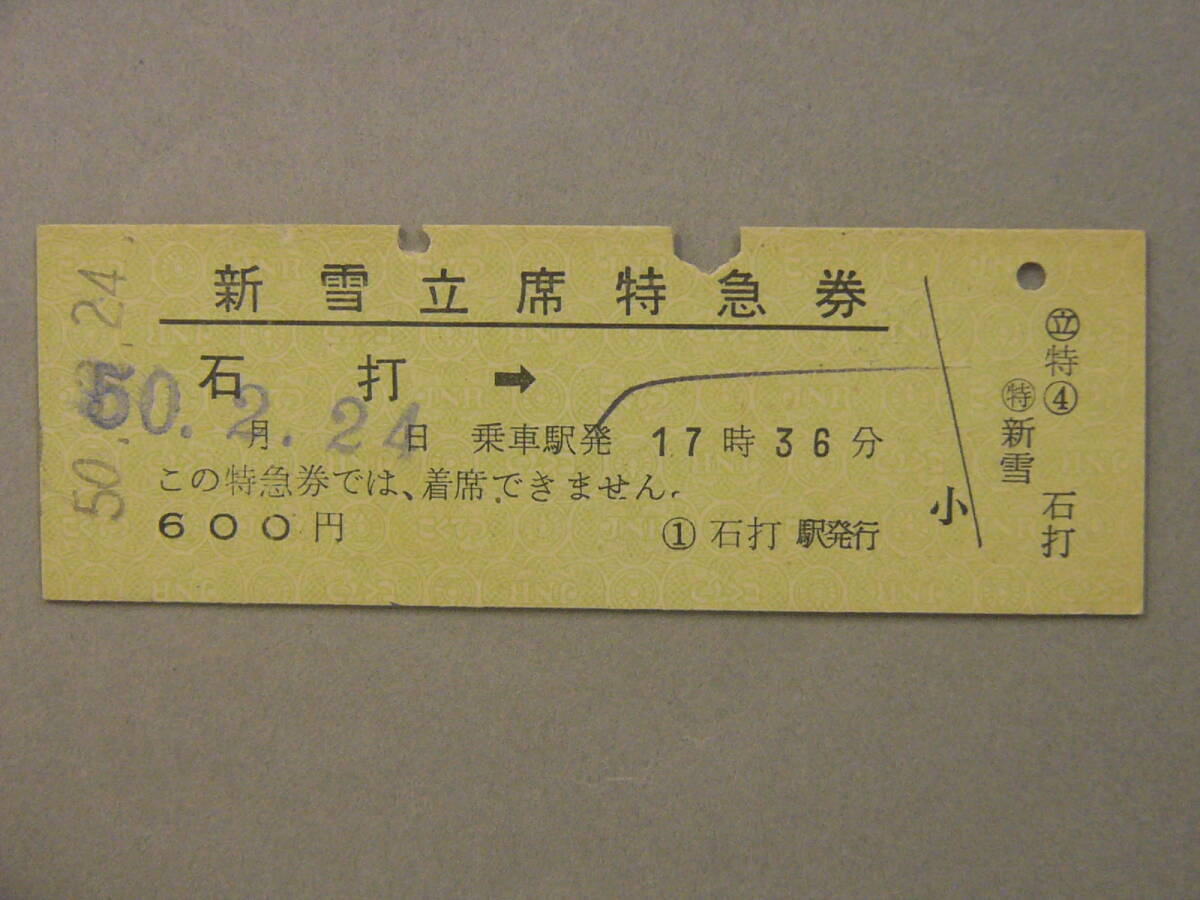 新雪立席特急券
石打 ➡
50.2.24
50.2.24
月 日 乗車駅発 17時36分
この特急券では、着席できません。
600円
① 石打 駅発行
小
㊢特④
㊕新雪
石打